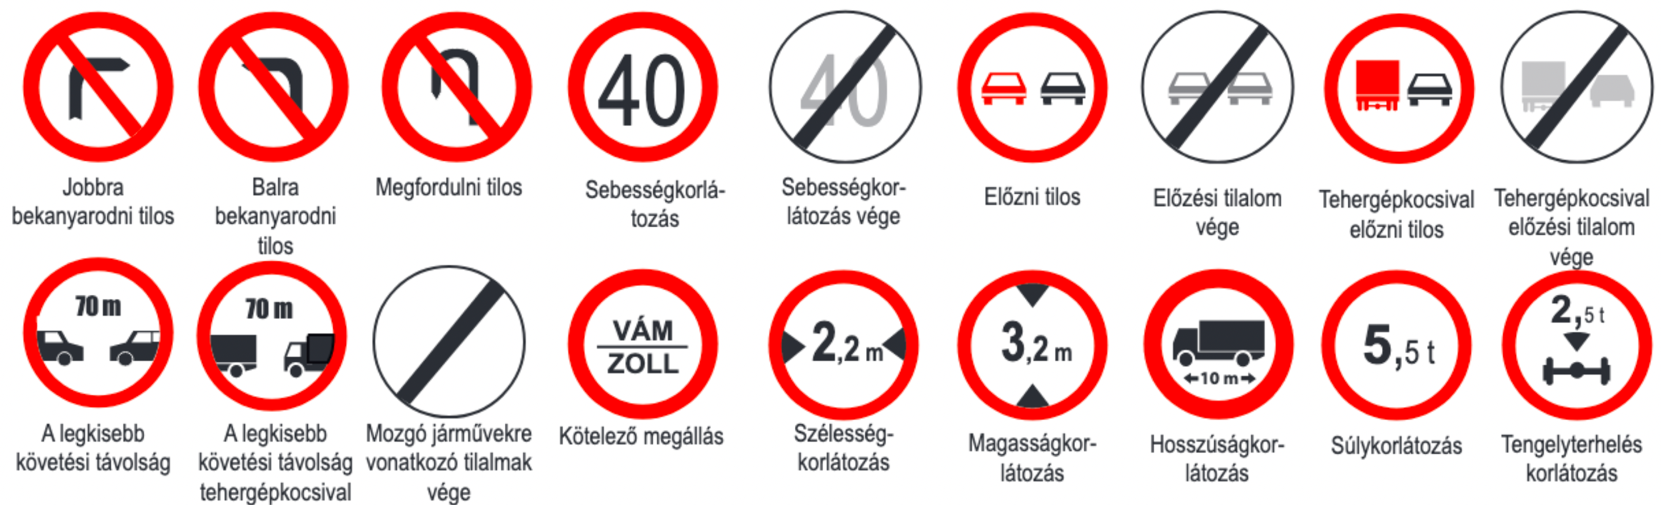 40
40
Jobbra
bekanyarodni tilos
Balra
bekanyarodni
tilos
Megfordulni tilos
Sebességkorlá-
tozás
Sebességkor-
látozás vége
Előzni tilos
Előzési tilalom
vége
Tehergépkocsival
előzni tilos
Tehergépkocsival
előzési tilalom
vége
70 m
70 m
VÁM
ZOLL
2,2 m
3,2 m
10 m
5,5 t
2,5 t
A legkisebb
követési távolság
A legkisebb
követési távolság
tehergépkocsival
Mozgó járművekre
vonatkozó tilalmak
vége
Kötelező megállás
Szélesség-
korlátozás
Magasságkor-
látozás
Hosszúságkor-
látozás
Súlykorlátozás
Tengelyterhelés
korlátozás